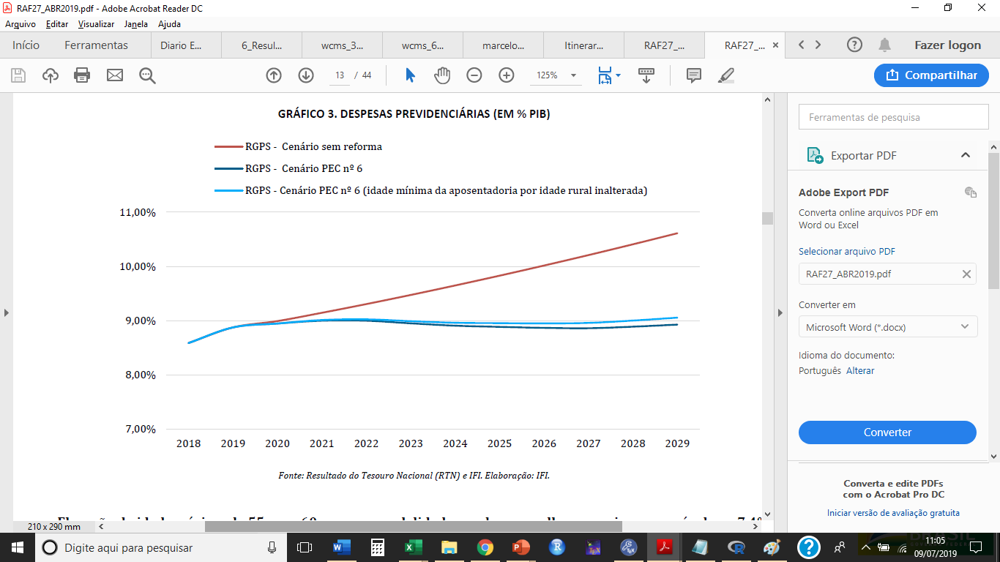 RAF27_ABR2019.pdf - Adobe Acrobat Reader DC
Arquivo Editar Visualizar Janela Ajuda
Início Ferramentas Diario E... 6_Resul... wcms_3... wcms_6... marcelo... Itinerar... RAF27_... RAF27_... Fazer logon
13 / 44 125% Compartilhar
GRÁFICO 3. DESPESAS PREVIDENCIÁRIAS (EM % PIB)
RGPS - Cenário sem reforma
RGPS - Cenário PEC nº 6
RGPS - Cenário PEC nº 6 (idade mínima da aposentadoria por idade rural inalterada)
11,00%
10,00%
9,00%
8,00%
7,00%
2018 2019 2020 2021 2022 2023 2024 2025 2026 2027 2028 2029
Fonte: Resultado do Tesouro Nacional (RTN) e IFI. Elaboração: IFI.
210 x 290 mm
Ferramentas de pesquisa
Exportar PDF
Adobe Export PDF
Converta online arquivos PDF em
Word ou Excel
Selecionar arquivo PDF
RAF27_ABR2019.pdf
Converter em
Microsoft Word (*.docx)
Idioma do documento:
Português Alterar
Converter
Converta e edite PDFs
com o Acrobat Pro DC
Iniciar versão de avaliação gratuita
Digite aqui para pesquisar
11:05
09/07/2019